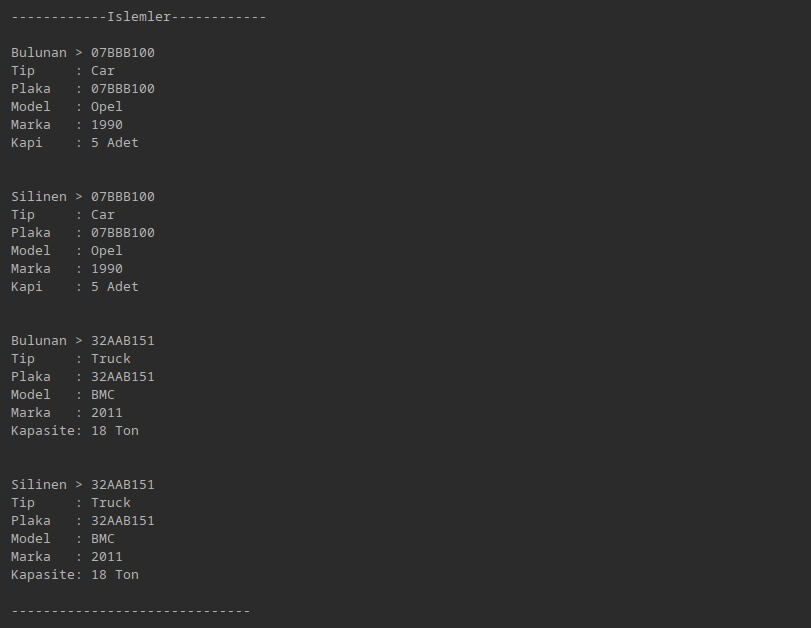 ------------Islemler------------
Bulunan > 07BBB100
Tip     : Car
Plaka   : 07BBB100
Model   : Opel
Marka   : 1990
Kapi    : 5 Adet
Silinen > 07BBB100
Tip     : Car
Plaka   : 07BBB100
Model   : Opel
Marka   : 1990
Kapi    : 5 Adet
Bulunan > 32AAB151
Tip     : Truck
Plaka   : 32AAB151
Model   : BMC
Marka   : 2011
Kapasite: 18 Ton
Silinen > 32AAB151
Tip     : Truck
Plaka   : 32AAB151
Model   : BMC
Marka   : 2011
Kapasite: 18 Ton
------------------------------